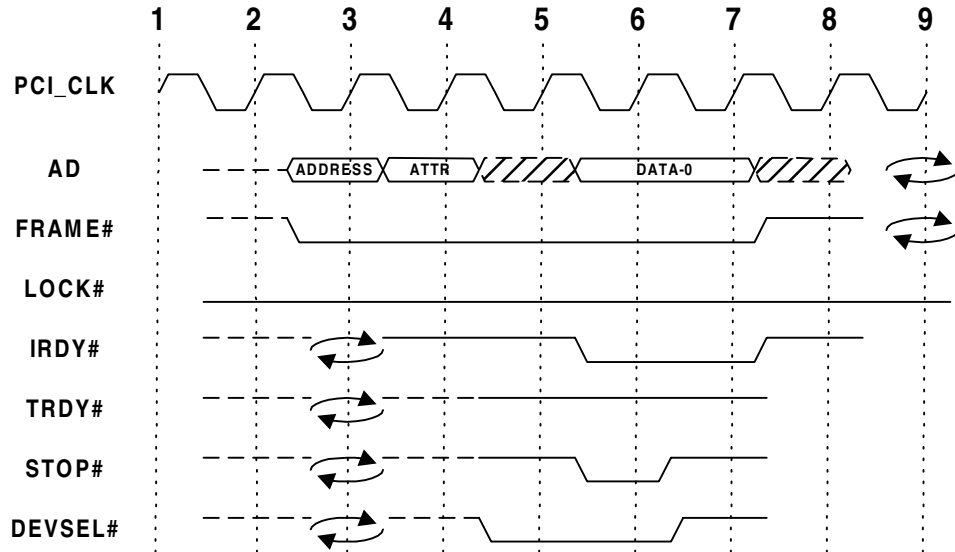 1 2 3 4 5 6 7 8 9
PCI_CLK
AD ADDRESS ATTR DATA-0
FRAME#
LOCK#
IRDY#
TRDY#
STOP#
DEVSEL#